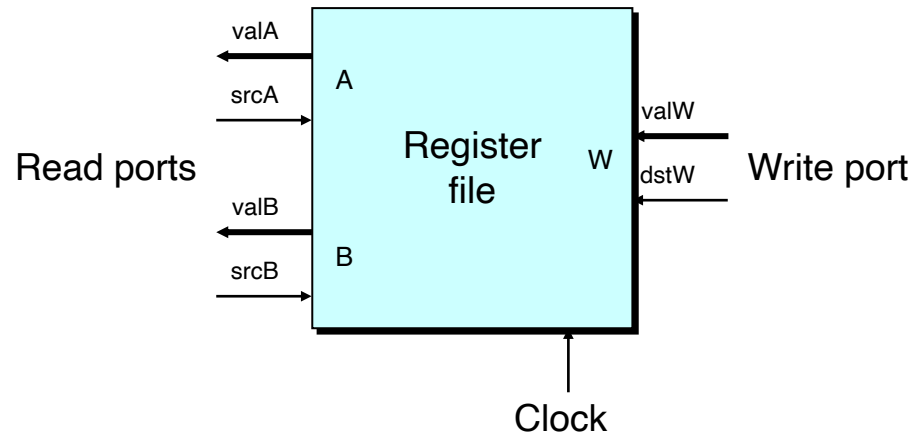 valA
A
srcA
Read ports
valB
B
srcB
Register
file
W
valW
dstW
Write port
Clock